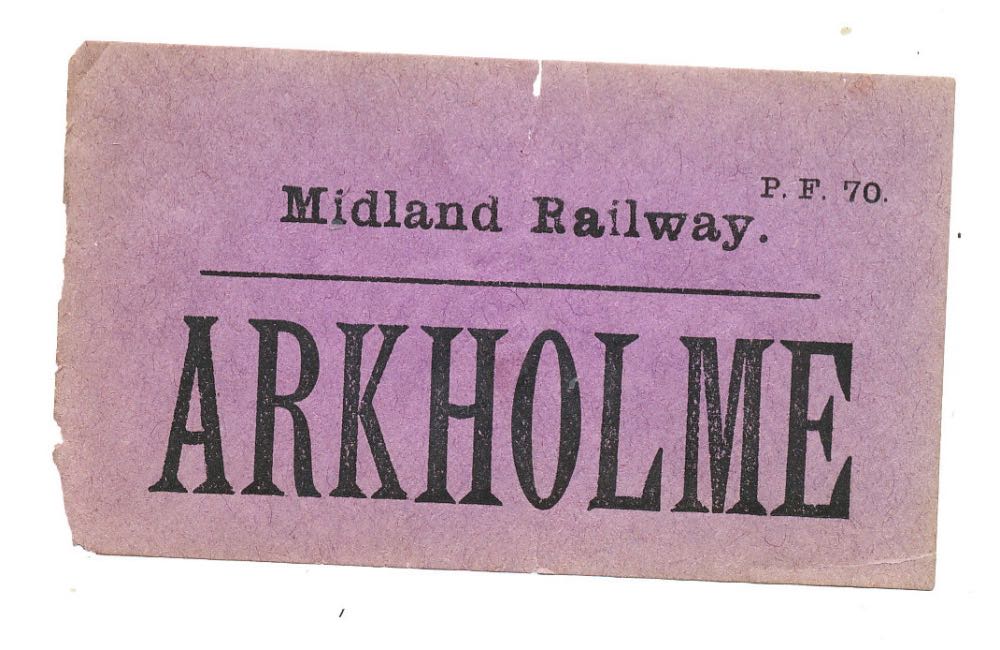 P. F. 70.
Midland Railway.
ARKHOLME